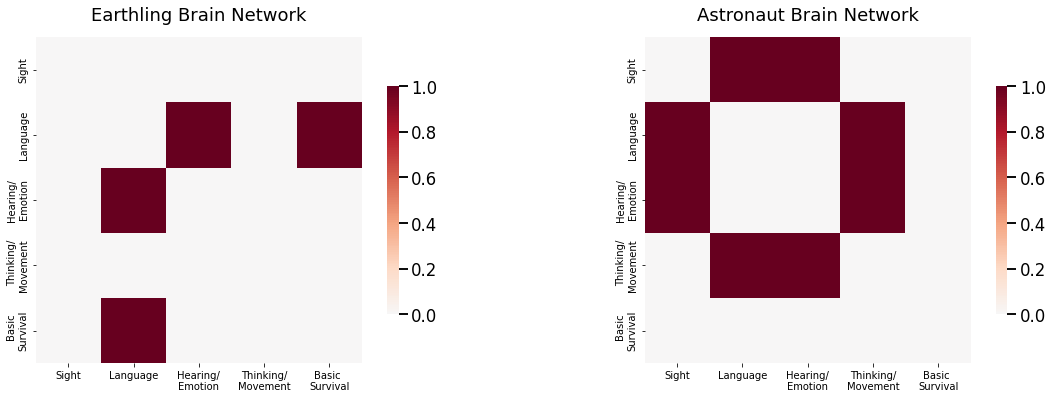 Earthling Brain Network
Sight
Language
Hearing/
Emotion
Thinking/
Movement
Basic
Survival
Sight
Language
Hearing/
Emotion
Thinking/
Movement
Basic
Survival
1.0
0.8
0.6
0.4
0.2
0.0
Astronaut Brain Network
Sight
Language
Hearing/
Emotion
Thinking/
Movement
Basic
Survival
Sight
Language
Hearing/
Emotion
Thinking/
Movement
Basic
Survival
1.0
0.8
0.6
0.4
0.2
0.0